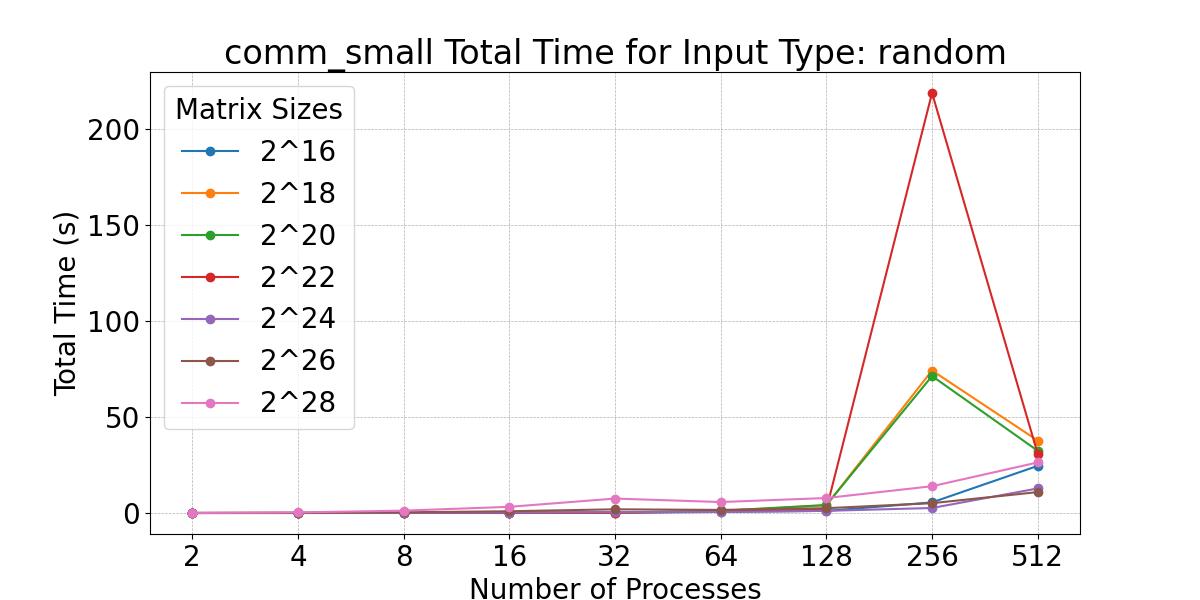 comm_small Total Time for Input Type: random
Matrix Sizes
2^16
2^18
2^20
2^22
2^24
2^26
2^28
Total Time (s)
200
150
100
50
0
2 4 8 16 32 64 128 256 512
Number of Processes